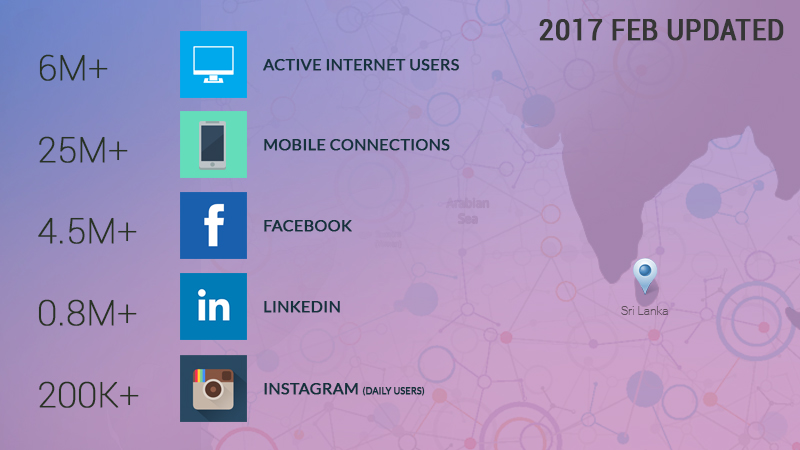 2017 FEB UPDATED
6M+ ACTIVE INTERNET USERS
25M+ MOBILE CONNECTIONS
4.5M+ FACEBOOK
0.8M+ LINKEDIN
200K+ INSTAGRAM (DAILY USERS)
Arabian
Sea
Sri Lanka